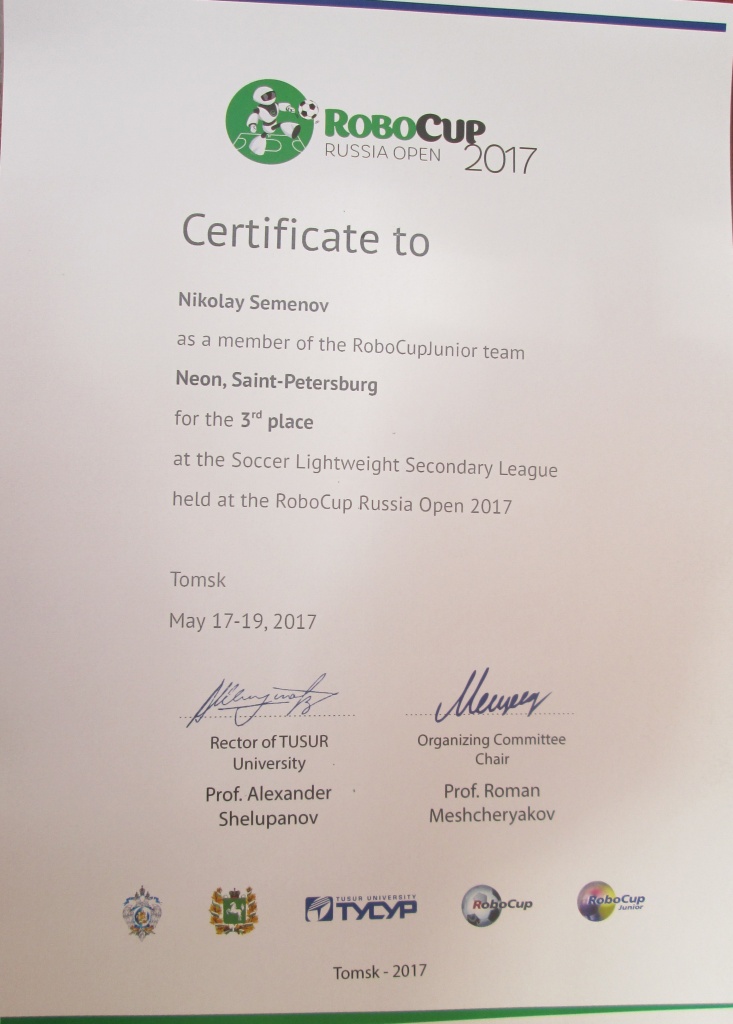 ROBOCUP
RUSSIA OPEN 2017
Certificate to
Nikolay Semenov
as a member of the RoboCupJunior team
Neon, Saint-Petersburg
for the 3rd place
at the Soccer Lightweight Secondary League
held at the RoboCup Russia Open 2017
Tomsk
May 17-19, 2017
Rector of TUSUR
University
Prof. Alexander
Shelupanov
Organizing Committee
Chair
Prof. Roman
Meshcheryakov
TUSUR UNIVERSITY
ТУСУР
RoboCup
RoboCup
Junior
Tomsk - 2017